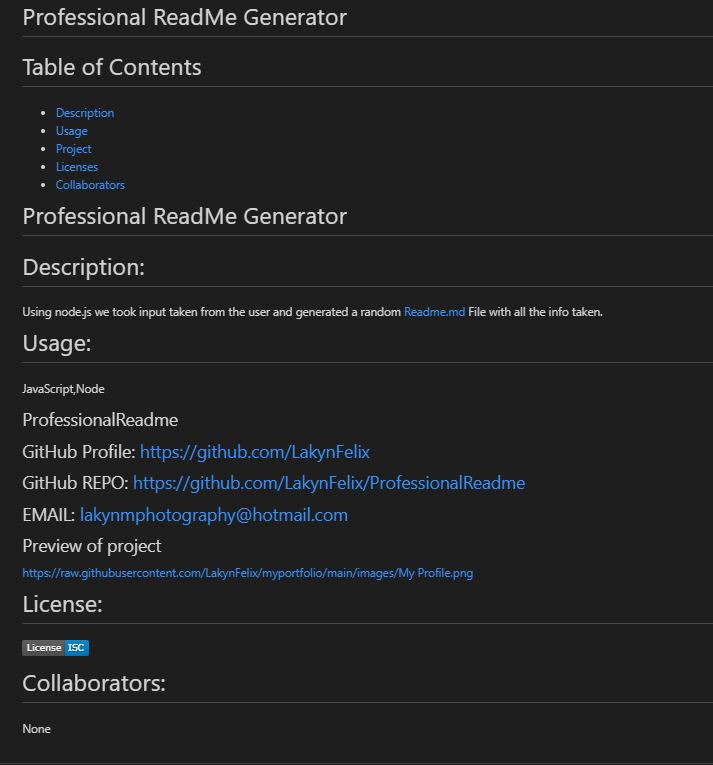 Professional ReadMe Generator
Table of Contents
Description
Usage
Project
Licenses
Collaborators
Professional ReadMe Generator
Description:
Using node.js we took input taken from the user and generated a random Readme.md File with all the info taken.
Usage:
JavaScript,Node
ProfessionalReadme
GitHub Profile: https://github.com/LakynFelix
GitHub REPO: https://github.com/LakynFelix/ProfessionalReadme
EMAIL: lakynmphotography@hotmail.com
Preview of project
https://raw.githubusercontent.com/LakynFelix/myportfolio/main/images/My Profile.png
License:
License ISC
Collaborators:
None